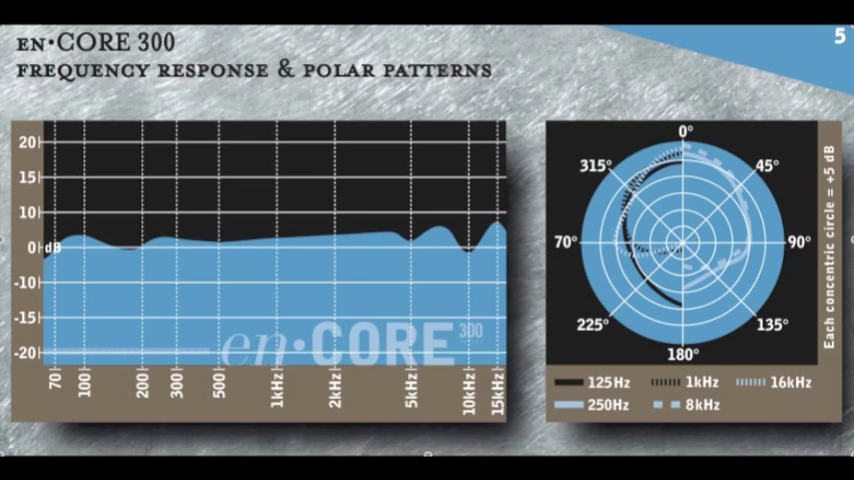 EN•CORE 300
FREQUENCY RESPONSE & POLAR PATTERNS
5
20
15
10
0 dB
-10
-15
-20
en•CORE 300
70
100
200
300
500
1kHz
2kHz
5kHz
10kHz
15kHz
0°
315°
45°
70°
90°
225°
135°
180°
Each concentric circle = +5 dB
125Hz
1kHz
16kHz
250Hz
8kHz